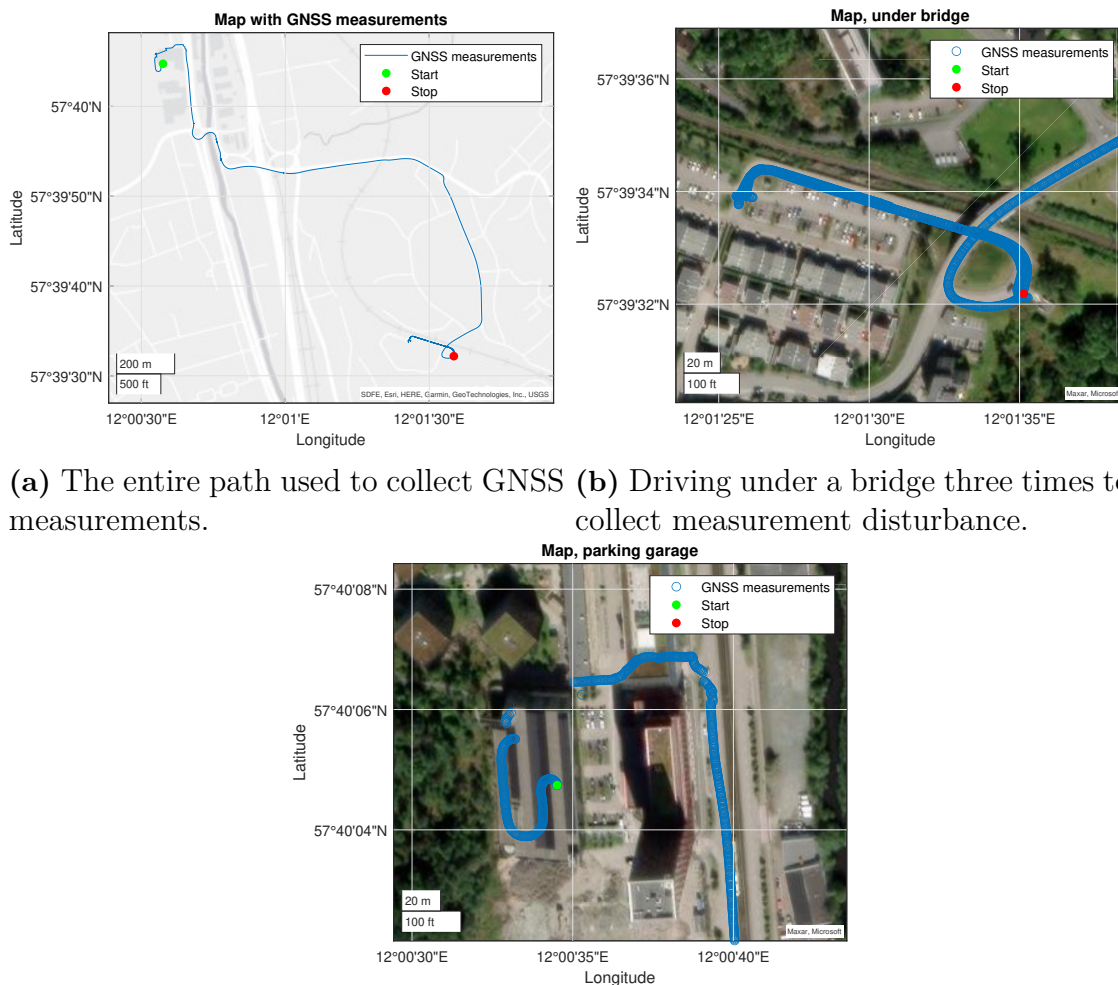 Map with GNSS measurements
GNSS measurements
Start
Stop
57°40'N
57°39'50"N
57°39'40"N
57°39'30"N
Latitude
200 m
500 ft
SDFE, Esri, HERE, Garmin, GeoTechnologies, Inc., USGS
12°00'30"E
12°01'E
12°01'30"E
Longitude
Map, under bridge
GNSS measurements
Start
Stop
57°39'36"N
57°39'34"N
57°39'32"N
Latitude
20 m
100 ft
Maxar, Microsoft
12°01'25"E
12°01'30"E
12°01'35"E
Longitude
(a) The entire path used to collect GNSS
measurements.
(b) Driving under a bridge three times to
collect measurement disturbance.
Map, parking garage
GNSS measurements
Start
Stop
57°40'08"N
57°40'06"N
57°40'04"N
Latitude
20 m
100 ft
Maxar, Microsoft
12°00'30"E
12°00'35"E
12°00'40"E
Longitude